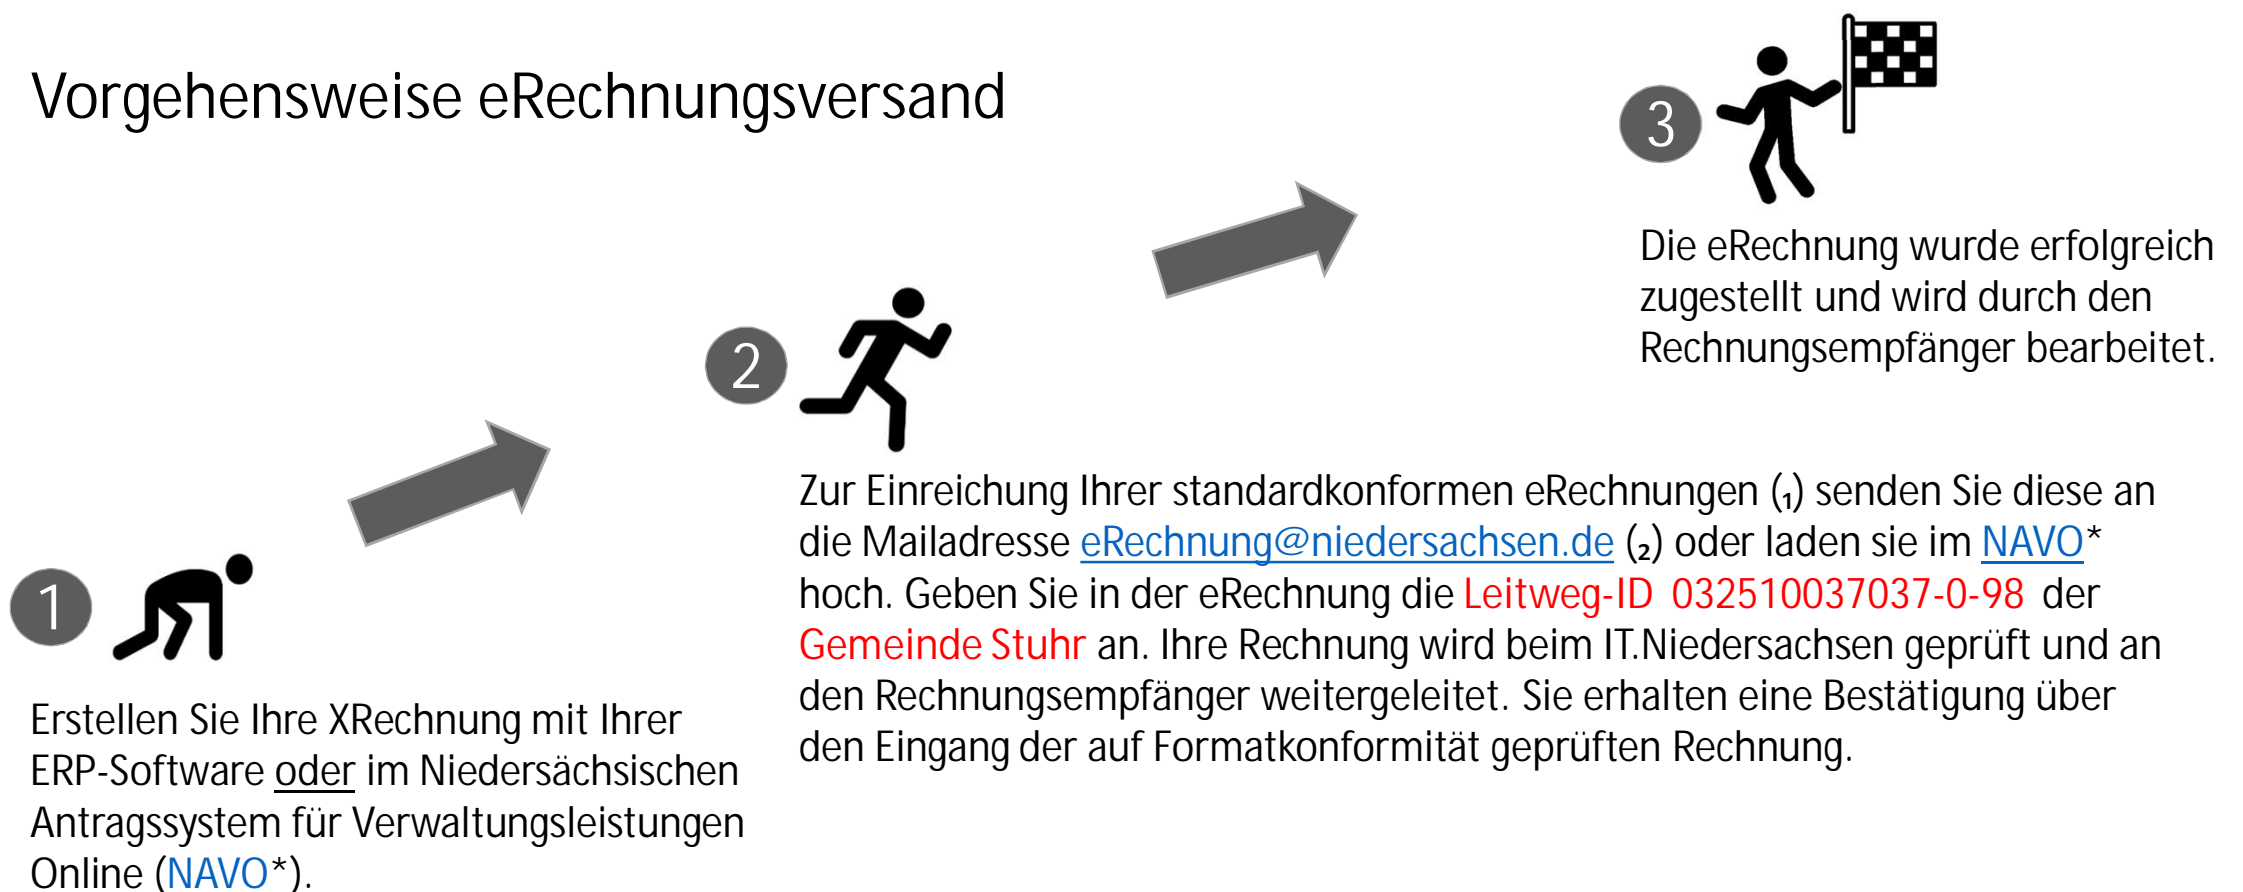 Vorgehensweise eRechnungsversand
3
Die eRechnung wurde erfolgreich
zugestellt und wird durch den
Rechnungsempfänger bearbeitet.
2
Zur Einreichung Ihrer standardkonformen eRechnungen (₁) senden Sie diese an
die Mailadresse eRechnung@niedersachsen.de (₂) oder laden sie im NAVO*
hoch. Geben Sie in der eRechnung die Leitweg-ID 032510037037-0-98 der
Gemeinde Stuhr an. Ihre Rechnung wird beim IT.Niedersachsen geprüft und an
den Rechnungsempfänger weitergeleitet. Sie erhalten eine Bestätigung über
den Eingang der auf Formatkonformität geprüften Rechnung.
1
Erstellen Sie Ihre XRechnung mit Ihrer
ERP-Software oder im Niedersächsischen
Antragssystem für Verwaltungsleistungen
Online (NAVO*).